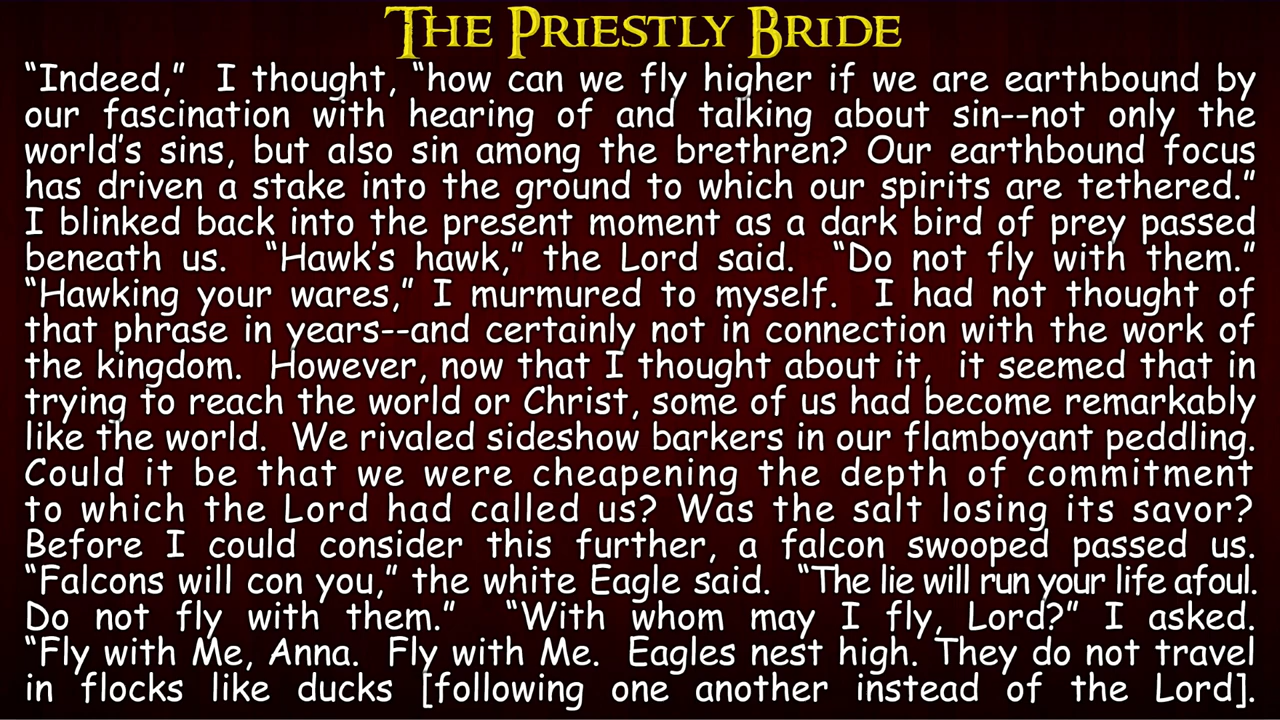 The Priestly Bride
“Indeed,”  I thought, “how can we fly higher if we are earthbound by
our fascination with hearing of and talking about sin--not only the
world’s sins, but also sin among the brethren? Our earthbound focus
has driven a stake into the ground to which our spirits are tethered.”
I blinked back into the present moment as a dark bird of prey passed
beneath us.  “Hawk’s hawk,” the Lord said.  “Do not fly with them.”
“Hawking your wares,” I murmured to myself.  I had not thought of
that phrase in years--and certainly not in connection with the work of
the kingdom.  However, now that I thought about it,  it seemed that in
trying to reach the world or Christ, some of us had become remarkably
like the world.  We rivaled sideshow barkers in our flamboyant peddling.
Could it be that we were cheapening the depth of commitment
to which the Lord had called us? Was the salt losing its savor?
Before I could consider this further, a falcon swooped passed us.
“Falcons will con you,” the white Eagle said.  “The lie will run your life afoul.
Do not fly with them.”  “With whom may I fly, Lord?” I asked.
“Fly with Me, Anna.  Fly with Me.  Eagles nest high. They do not travel
in flocks like ducks [following one another instead of the Lord].